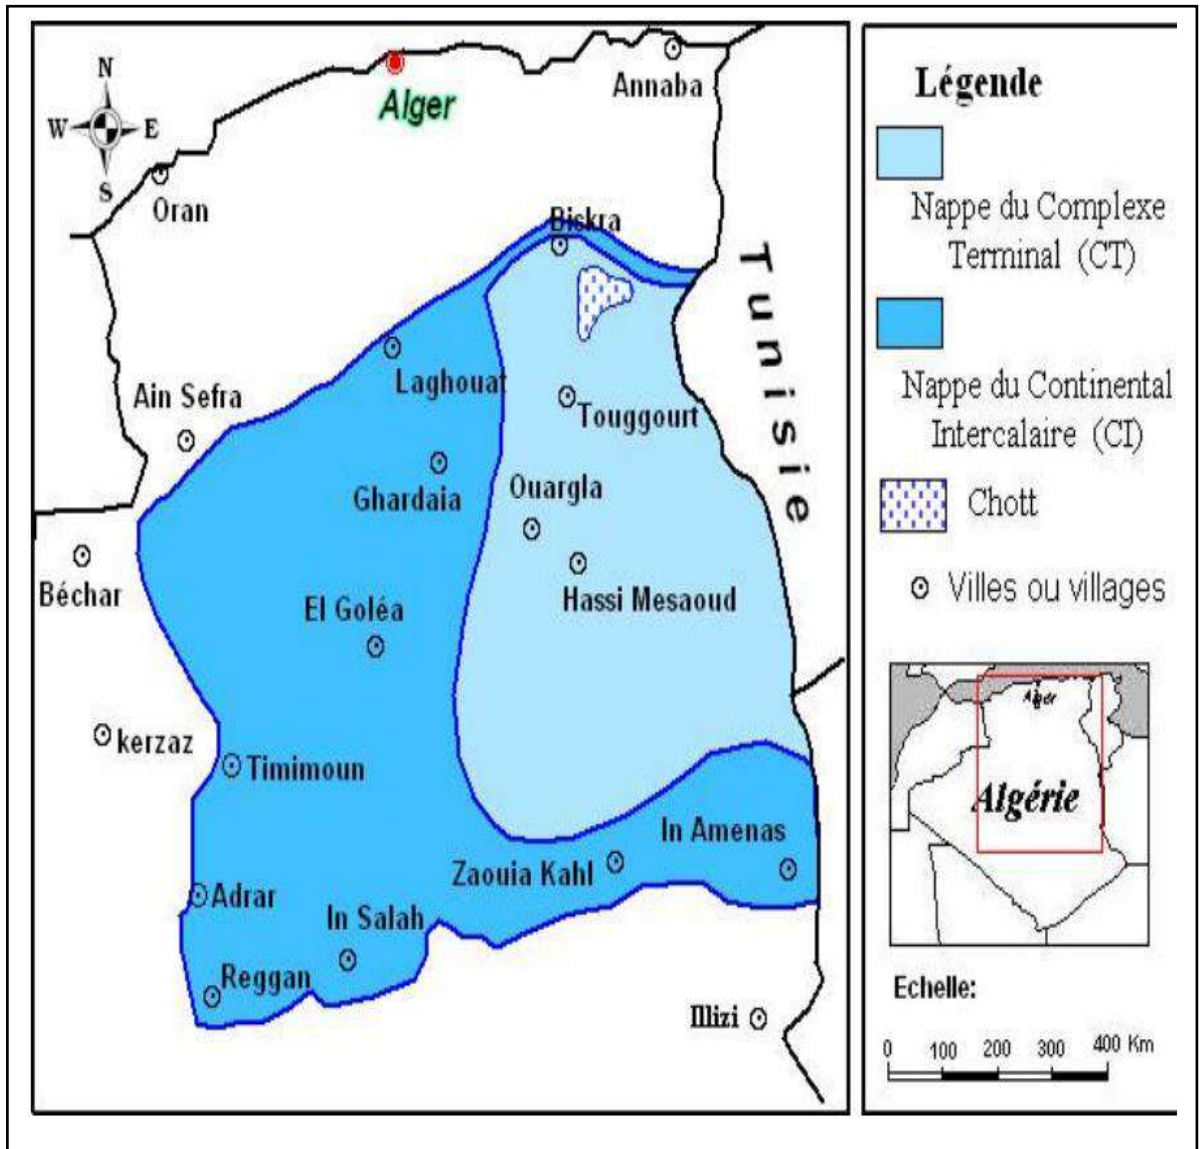 N
W E
S
Alger
Annaba
Oran
Biskra
Tunisie
Laghouat
Ain Sefra
Touggourt
Ghardaia
Ouargla
Béchar
Hassi Mesaoud
El Goléa
kerzaz
Timimoun
In Amenas
Zaouia Kahl
Adrar
In Salah
Reggan
Illizi
Légende
Nappe du Complexe
Terminal (CT)
Nappe du Continental
Intercalaire (CI)
Chott
Villes ou villages
Alger
Algérie
Echelle:
0 100 200 300 400 Km